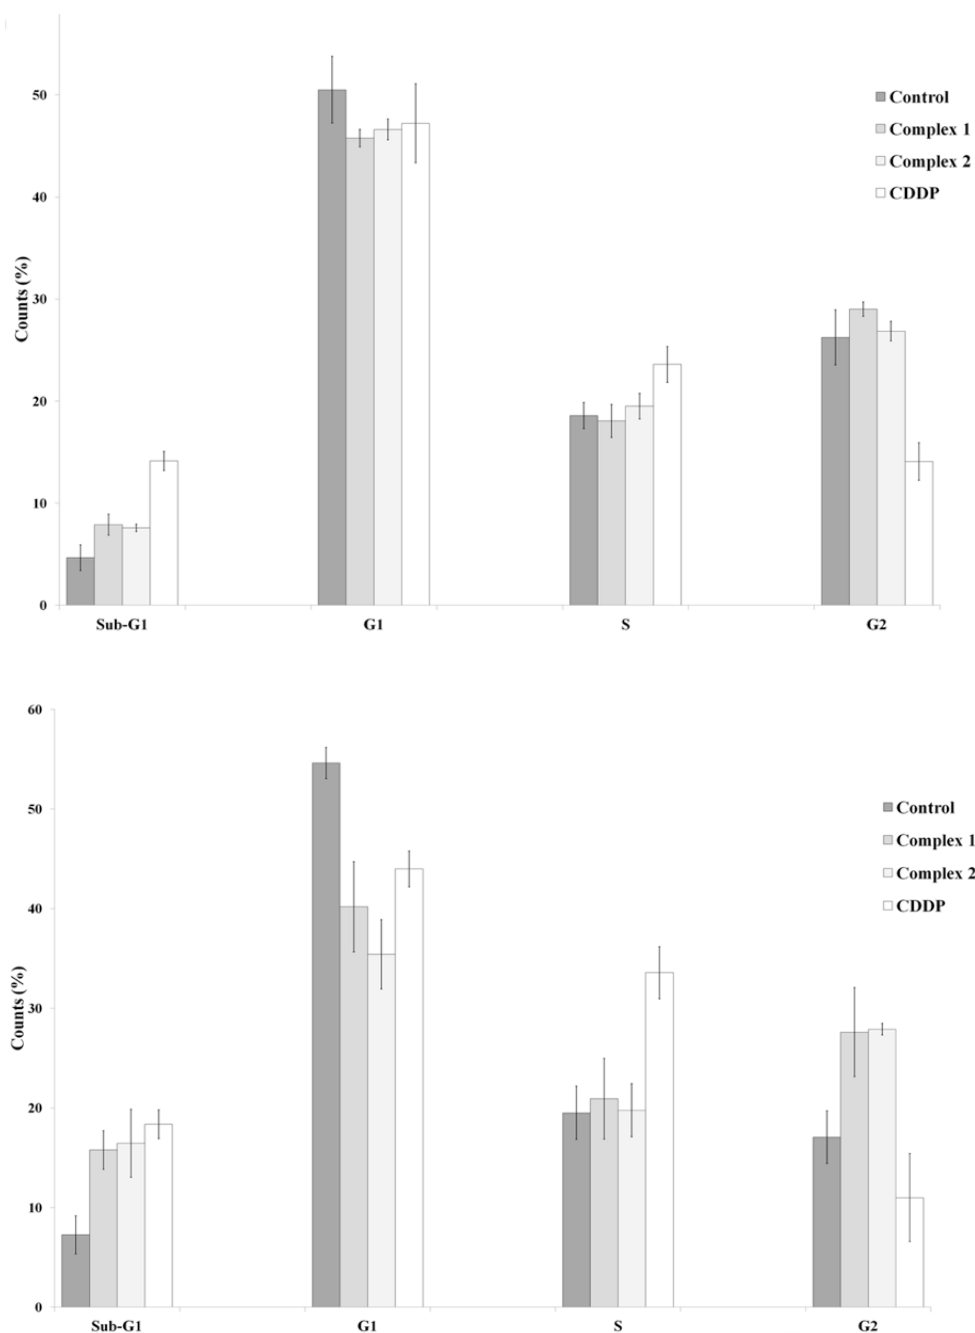 50
40
30
20
10
0
Counts (%)
Control
Complex 1
Complex 2
CDDP
Sub-G1
G1
S
G2
60
50
40
30
20
10
0
Counts (%)
Control
Complex 1
Complex 2
CDDP
Sub-G1
G1
S
G2